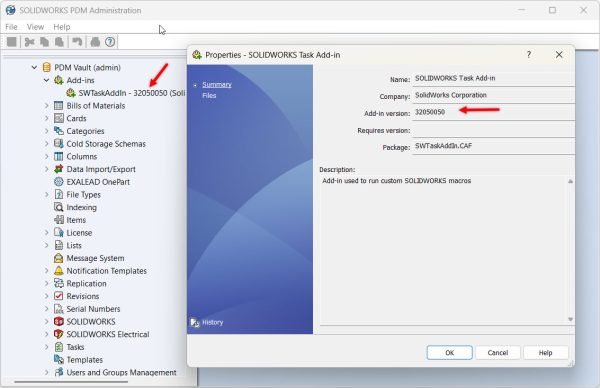 SOLIDWORKS PDM Administration
File View Help
PDM Vault (admin)
Add-ins
SWTaskAddIn - 32050050 (Soli
Bills of Materials
Cards
Categories
Cold Storage Schemas
Columns
Data Import/Export
EXALEAD OnePart
File Types
Indexing
Items
License
Lists
Message System
Notification Templates
Replication
Revisions
Serial Numbers
SOLIDWORKS
SOLIDWORKS Electrical
Tasks
Templates
Users and Groups Management
Properties - SOLIDWORKS Task Add-in
Summary
Files
History
Name: SOLIDWORKS Task Add-in
Company: SolidWorks Corporation
Add-in version: 32050050
Requires version:
Package: SWTaskAddIn.CAF
Description:
Add-in used to run custom SOLIDWORKS macros
OK Cancel Help